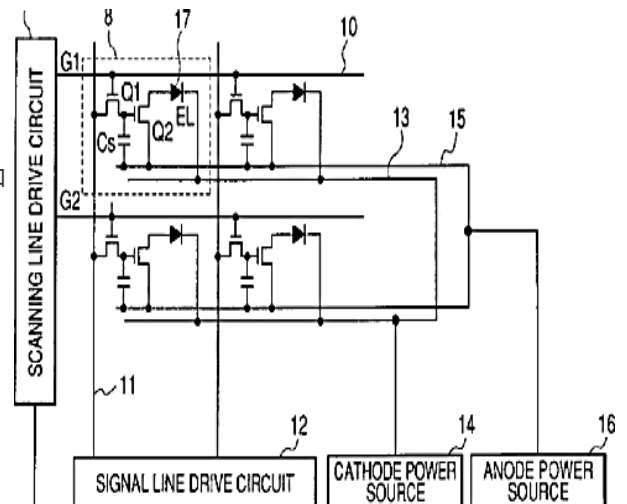 8
17
10
G1
Q1
EL
Q2
Cs
15
13
G2
SCANNING LINE DRIVE CIRCUIT
11
12
14
16
SIGNAL LINE DRIVE CIRCUIT
CATHODE POWER
SOURCE
ANODE POWER
SOURCE